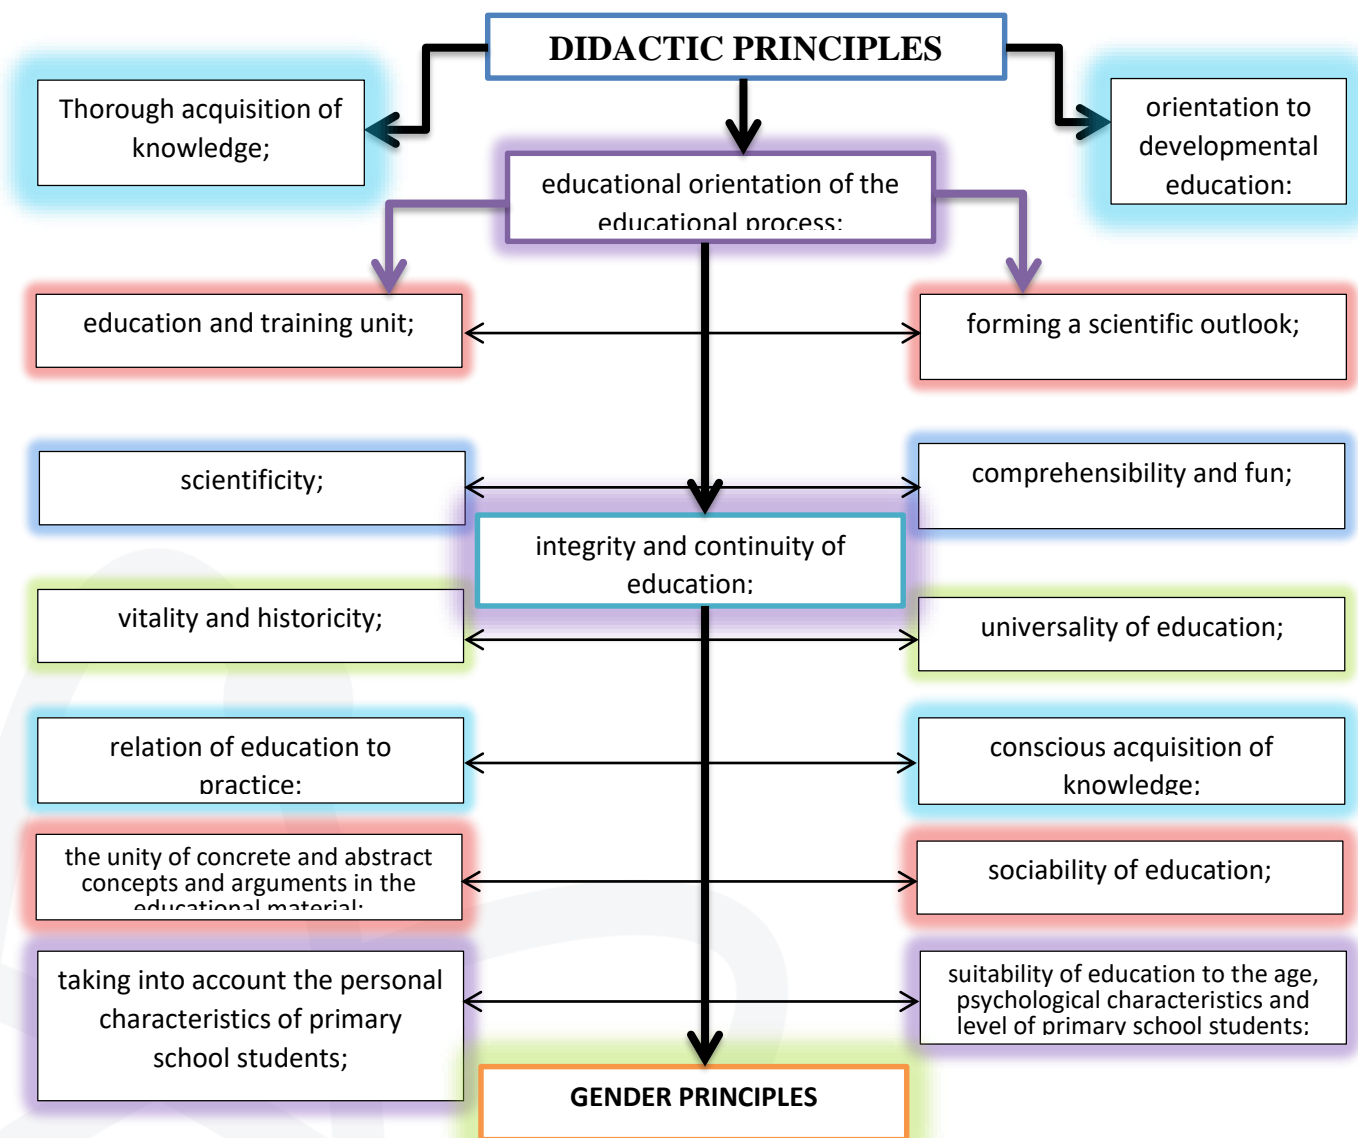 DIDACTIC PRINCIPLES
Thorough acquisition of
knowledge;
orientation to
developmental
education:
educational orientation of the
educational process:
education and training unit;
forming a scientific outlook;
scientificity;
comprehensibility and fun;
integrity and continuity of
education:
vitality and historicity;
universality of education;
relation of education to
practice:
conscious acquisition of
knowledge;
the unity of concrete and abstract
concepts and arguments in the
educational material;
sociability of education;
taking into account the personal
characteristics of primary
school students;
suitability of education to the age,
psychological characteristics and
level of primary school students;
GENDER PRINCIPLES